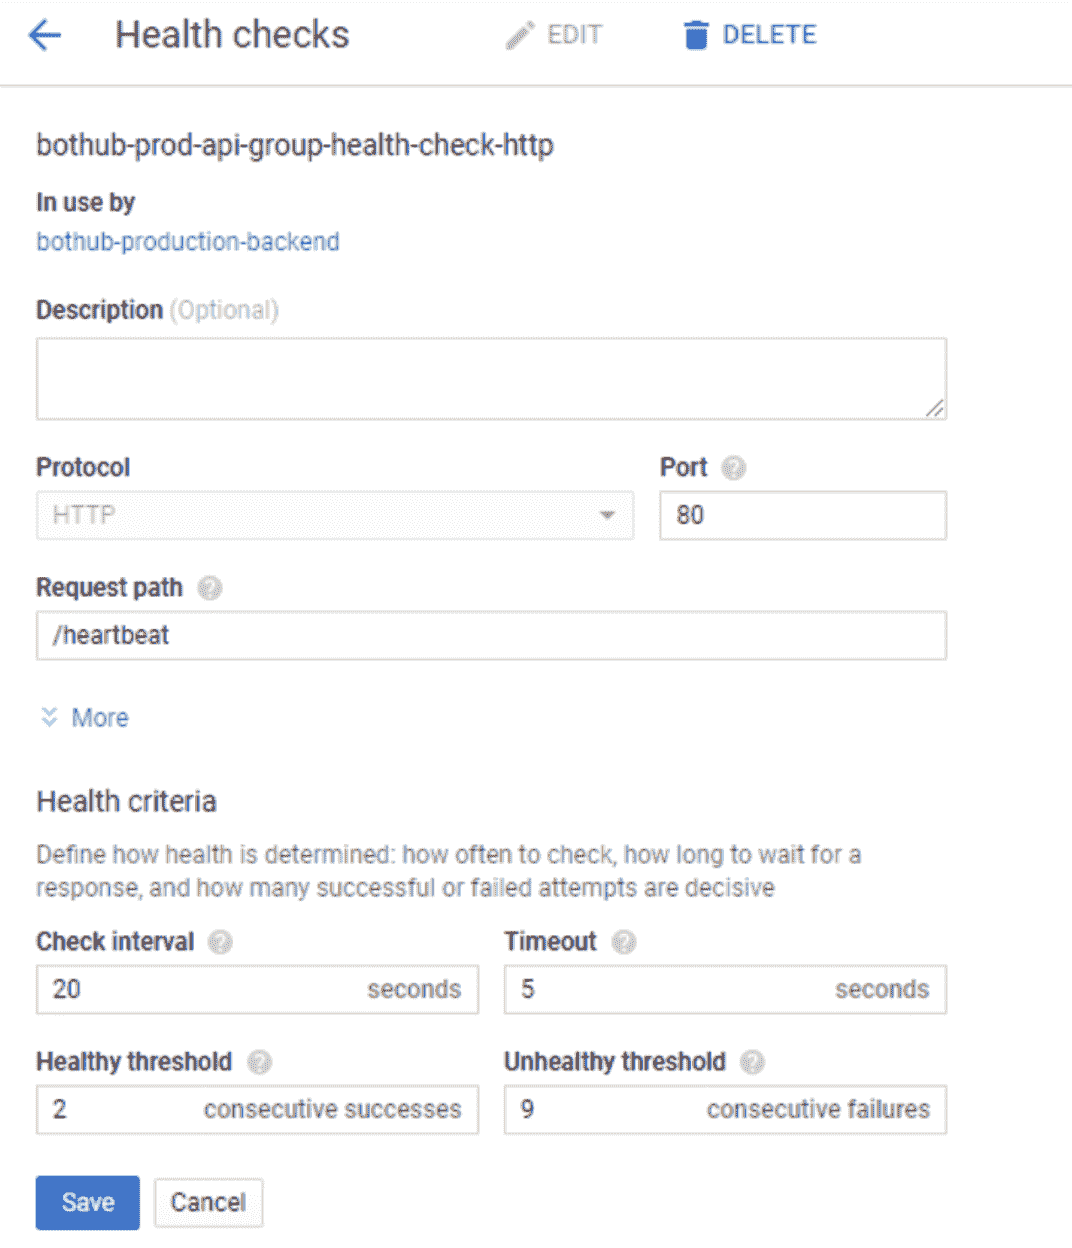 Health checks EDIT DELETE
bothub-prod-api-group-health-check-http
In use by
bothub-production-backend
Description (Optional)
Protocol Port
HTTP 80
Request path
/heartbeat
More
Health criteria
Define how health is determined: how often to check, how long to wait for a
response, and how many successful or failed attempts are decisive
Check interval Timeout
20 seconds 5 seconds
Healthy threshold Unhealthy threshold
2 consecutive successes 9 consecutive failures
Save Cancel